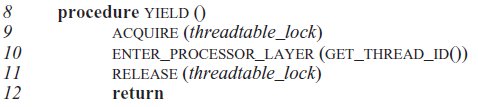 8 procedure YIELD ()
9 ACQUIRE (threadtable_lock)
10 ENTER_PROCESSOR_LAYER (GET_THREAD_ID())
11 RELEASE (threadtable_lock)
12 return